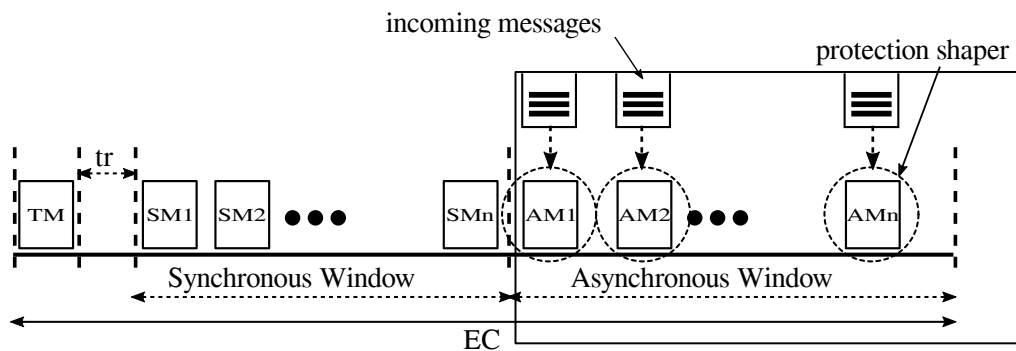 incoming messages
protection shaper
tr
TM SM1 SM2 SMn AM1 AM2 AMn
Synchronous Window Asynchronous Window
EC